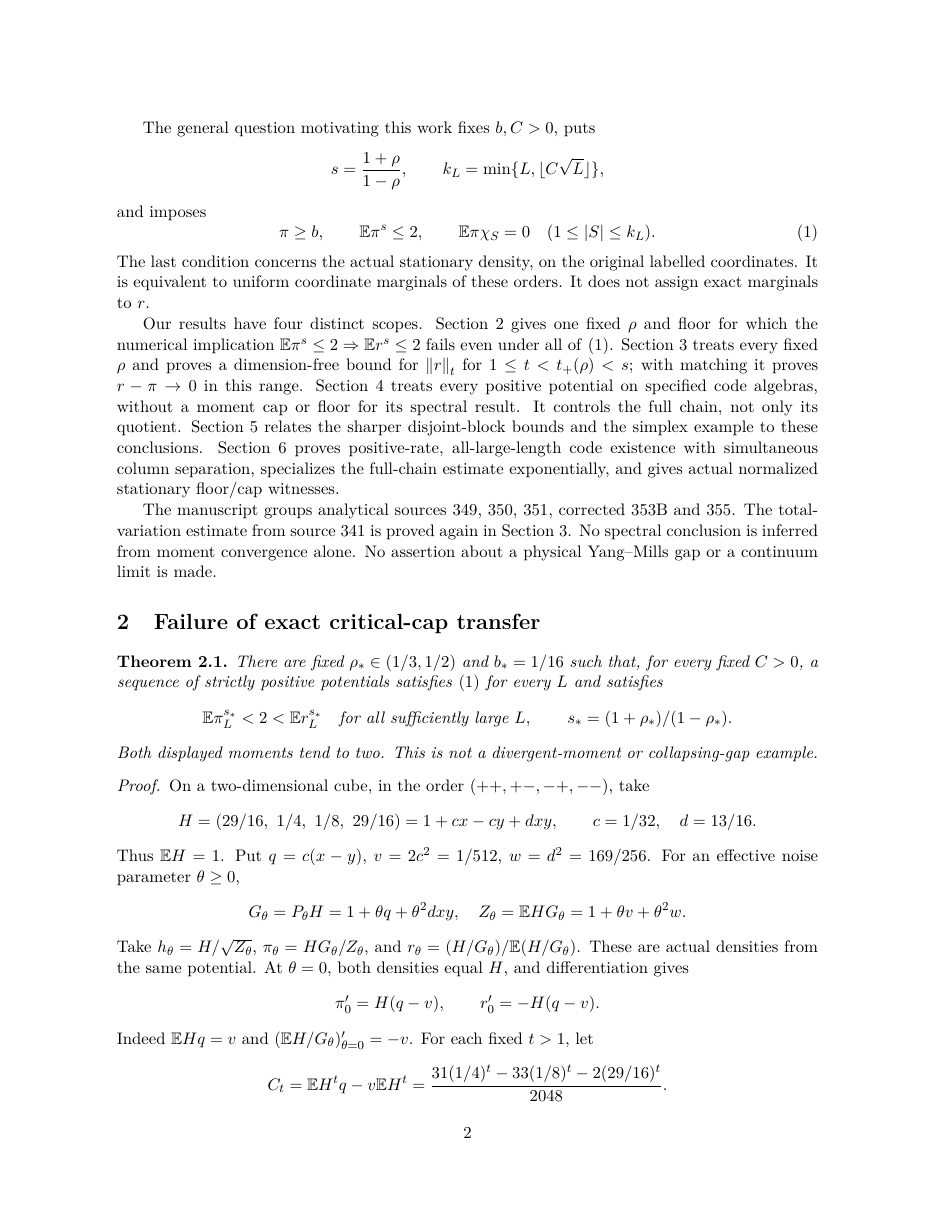 The general question motivating this work fixes b, C > 0, puts
s = \frac{1 + ρ}{1 − ρ}, k_L = min{L, ⌊C√L⌋},
and imposes
π ≥ b, 𝔼π^s ≤ 2, 𝔼πχ_S = 0 (1 ≤ |S| ≤ k_L). (1)
The last condition concerns the actual stationary density, on the original labelled coordinates. It
is equivalent to uniform coordinate marginals of these orders. It does not assign exact marginals
to r.
Our results have four distinct scopes. Section 2 gives one fixed ρ and floor for which the
numerical implication 𝔼π^s ≤ 2 ⇒ 𝔼r^s ≤ 2 fails even under all of (1). Section 3 treats every fixed
ρ and proves a dimension-free bound for ‖r‖_t for 1 ≤ t < t_+(ρ) < s; with matching it proves
r − π → 0 in this range. Section 4 treats every positive potential on specified code algebras,
without a moment cap or floor for its spectral result. It controls the full chain, not only its
quotient. Section 5 relates the sharper disjoint-block bounds and the simplex example to these
conclusions. Section 6 proves positive-rate, all-large-length code existence with simultaneous
column separation, specializes the full-chain estimate exponentially, and gives actual normalized
stationary floor/cap witnesses.
The manuscript groups analytical sources 349, 350, 351, corrected 353B and 355. The total-
variation estimate from source 341 is proved again in Section 3. No spectral conclusion is inferred
from moment convergence alone. No assertion about a physical Yang–Mills gap or a continuum
limit is made.
2 Failure of exact critical-cap transfer
Theorem 2.1. There are fixed ρ_* ∈ (1/3, 1/2) and b_* = 1/16 such that, for every fixed C > 0, a
sequence of strictly positive potentials satisfies (1) for every L and satisfies
𝔼π_L^{s_*} < 2 < 𝔼r_L^{s_*} for all sufficiently large L, s_* = (1 + ρ_*)/(1 − ρ_*).
Both displayed moments tend to two. This is not a divergent-moment or collapsing-gap example.
Proof. On a two-dimensional cube, in the order (++, +−, −+, −−), take
H = (29/16, 1/4, 1/8, 29/16) = 1 + cx − cy + dxy, c = 1/32, d = 13/16.
Thus 𝔼H = 1. Put q = c(x − y), v = 2c² = 1/512, w = d² = 169/256. For an effective noise
parameter θ ≥ 0,
G_θ = P_θH = 1 + θq + θ²dxy, Z_θ = 𝔼HG_θ = 1 + θv + θ²w.
Take h_θ = H/√Z_θ, π_θ = HG_θ/Z_θ, and r_θ = (H/G_θ)/𝔼(H/G_θ). These are actual densities from
the same potential. At θ = 0, both densities equal H, and differentiation gives
π′_0 = H(q − v), r′_0 = −H(q − v).
Indeed 𝔼Hq = v and (𝔼H/G_θ)′_{θ=0} = −v. For each fixed t > 1, let
C_t = 𝔼H^tq − v𝔼H^t = \frac{31(1/4)^t − 33(1/8)^t − 2(29/16)^t}{2048}.
2